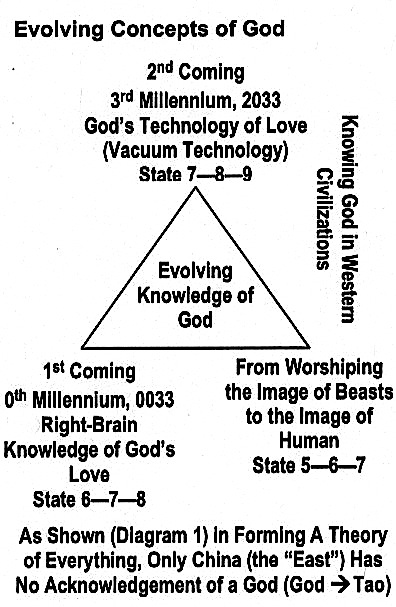 Evolving Concepts of God
2nd Coming
3rd Millennium, 2033
God's Technology of Love
(Vacuum Technology)
State 7—8—9
Knowing God in Western
Civilizations
Evolving
Knowledge of
God
1st Coming
0th Millennium, 0033
Right-Brain
Knowledge of God's
Love
State 6—7—8
From Worshiping
the Image of Beasts
to the Image of
Human
State 5—6—7
As Shown (Diagram 1) in Forming A Theory
of Everything, Only China (the "East") Has
No Acknowledgement of a God (God → Tao)